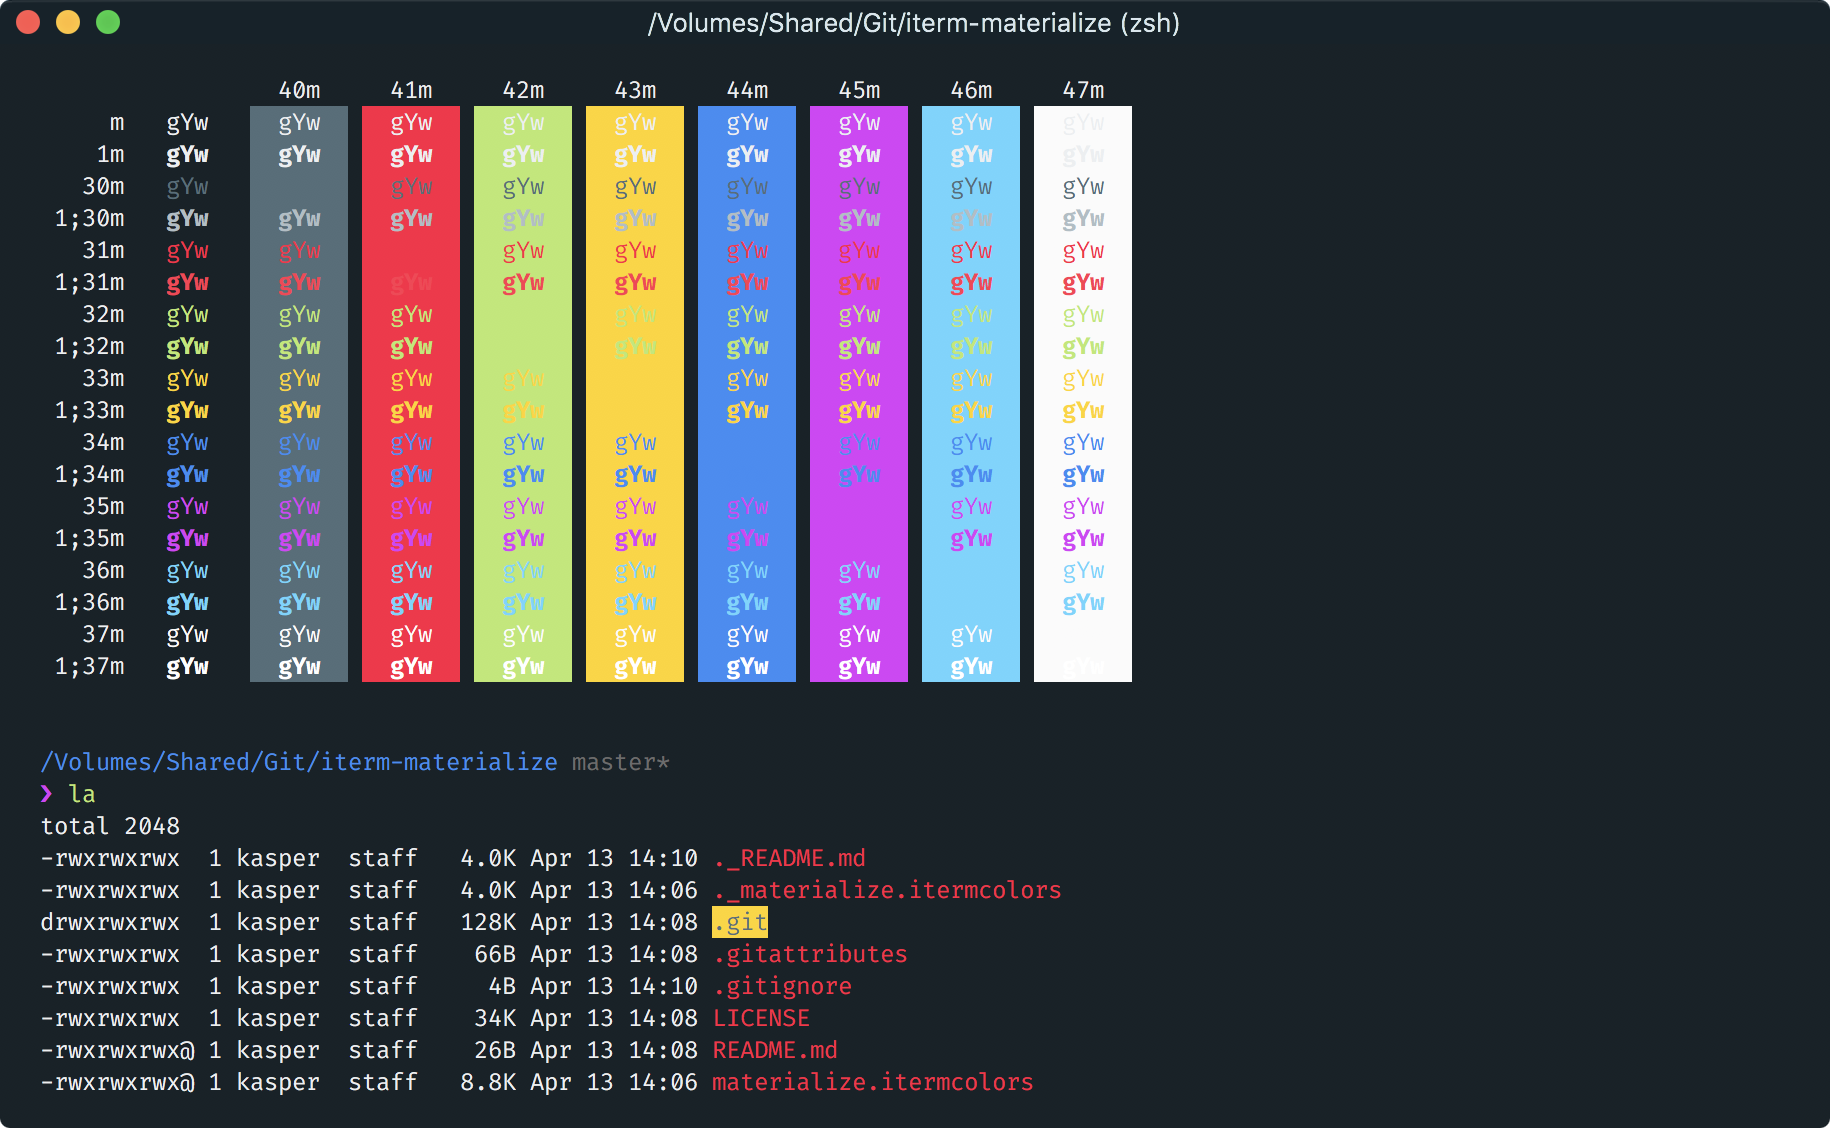 /Volumes/Shared/Git/iterm-materialize (zsh)
40m 41m 42m 43m 44m 45m 46m 47m
m gYw gYw gYw gYw gYw gYw gYw gYw gYw
1m gYw gYw gYw gYw gYw gYw gYw gYw gYw
30m gYw gYw gYw gYw gYw gYw gYw gYw
1;30m gYw gYw gYw gYw gYw gYw gYw gYw gYw
31m gYw gYw gYw gYw gYw gYw gYw gYw
1;31m gYw gYw gYw gYw gYw gYw gYw gYw gYw
32m gYw gYw gYw gYw gYw gYw gYw gYw
1;32m gYw gYw gYw gYw gYw gYw gYw gYw
33m gYw gYw gYw gYw gYw gYw gYw gYw
1;33m gYw gYw gYw gYw gYw gYw gYw gYw
34m gYw gYw gYw gYw gYw gYw gYw gYw
1;34m gYw gYw gYw gYw gYw gYw gYw gYw
35m gYw gYw gYw gYw gYw gYw gYw gYw
1;35m gYw gYw gYw gYw gYw gYw gYw gYw
36m gYw gYw gYw gYw gYw gYw gYw gYw
1;36m gYw gYw gYw gYw gYw gYw gYw gYw
37m gYw gYw gYw gYw gYw gYw gYw gYw
1;37m gYw gYw gYw gYw gYw gYw gYw gYw
/Volumes/Shared/Git/iterm-materialize master*
❯ la
total 2048
-rwxrwxrwx 1 kasper staff 4.0K Apr 13 14:10 ._README.md
-rwxrwxrwx 1 kasper staff 4.0K Apr 13 14:06 ._materialize.itermcolors
drwxrwxrwx 1 kasper staff 128K Apr 13 14:08 .git
-rwxrwxrwx 1 kasper staff 66B Apr 13 14:08 .gitattributes
-rwxrwxrwx 1 kasper staff 4B Apr 13 14:10 .gitignore
-rwxrwxrwx 1 kasper staff 34K Apr 13 14:08 LICENSE
-rwxrwxrwx@ 1 kasper staff 26B Apr 13 14:08 README.md
-rwxrwxrwx@ 1 kasper staff 8.8K Apr 13 14:06 materialize.itermcolors